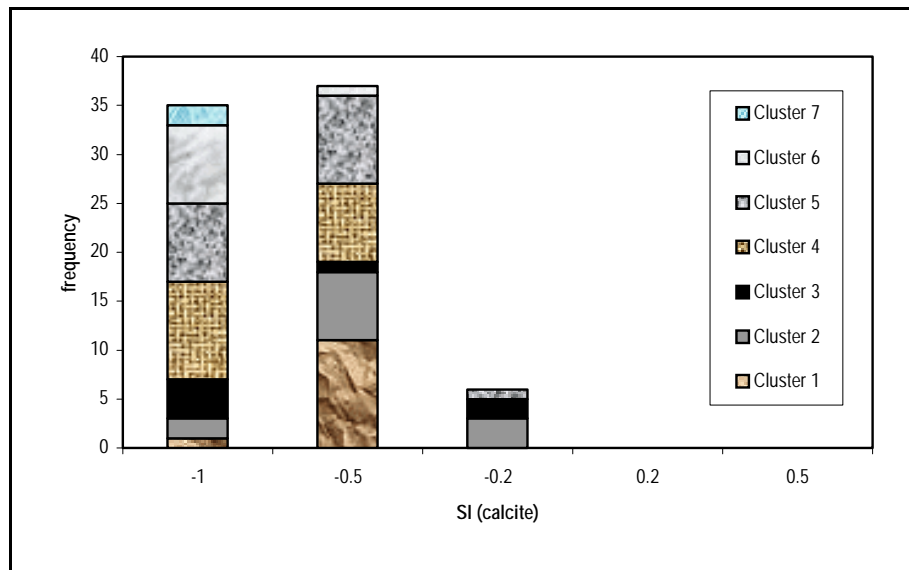 40
35
30
25
20
15
10
5
0
frequency
-1 -0.5 -0.2 0.2 0.5
SI (calcite)
Cluster 7
Cluster 6
Cluster 5
Cluster 4
Cluster 3
Cluster 2
Cluster 1